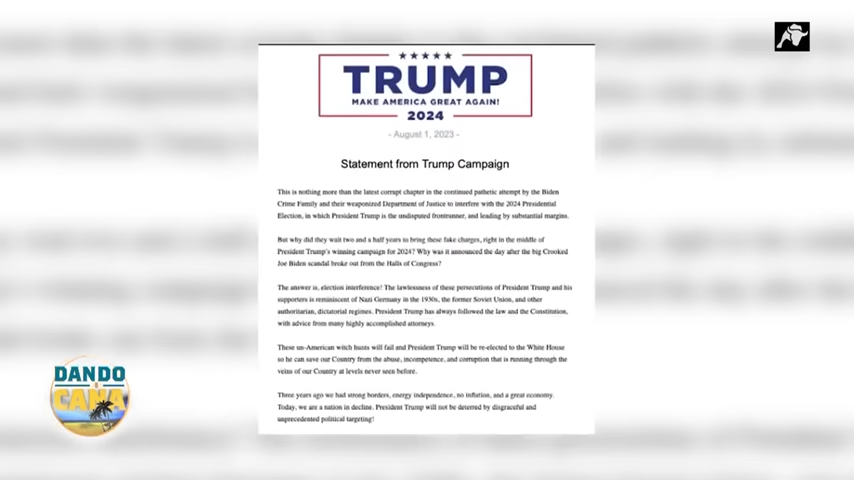 TRUMP
MAKE AMERICA GREAT AGAIN!
2024
- August 1, 2023 -
Statement from Trump Campaign
This is nothing more than the latest corrupt chapter in the continued pathetic attempt by the Biden
Crime Family and their weaponized Department of Justice to interfere with the 2024 Presidential
Election, in which President Trump is the undisputed frontrunner, and leading by substantial margins.
But why did they wait two and a half years to bring these fake charges, right in the middle of
President Trump's winning campaign for 2024? Why was it announced the day after the big Crooked
Joe Biden scandal broke out from the Halls of Congress?
The answer is, election interference! The lawlessness of these persecutions of President Trump and his
supporters is reminiscent of Nazi Germany in the 1930s, the former Soviet Union, and other
authoritarian, dictatorial regimes. President Trump has always followed the law and the Constitution,
with advice from many highly accomplished attorneys.
These un-American witch hunts will fail and President Trump will be re-elected to the White House
so he can save our Country from the abuse, incompetence, and corruption that is running through the
veins of our Country at levels never seen before.
Three years ago we had strong borders, energy independence, no inflation, and a great economy.
Today, we are a nation in decline. President Trump will not be deterred by disgraceful and
unprecedented political targeting!
DANDO
CAÑA